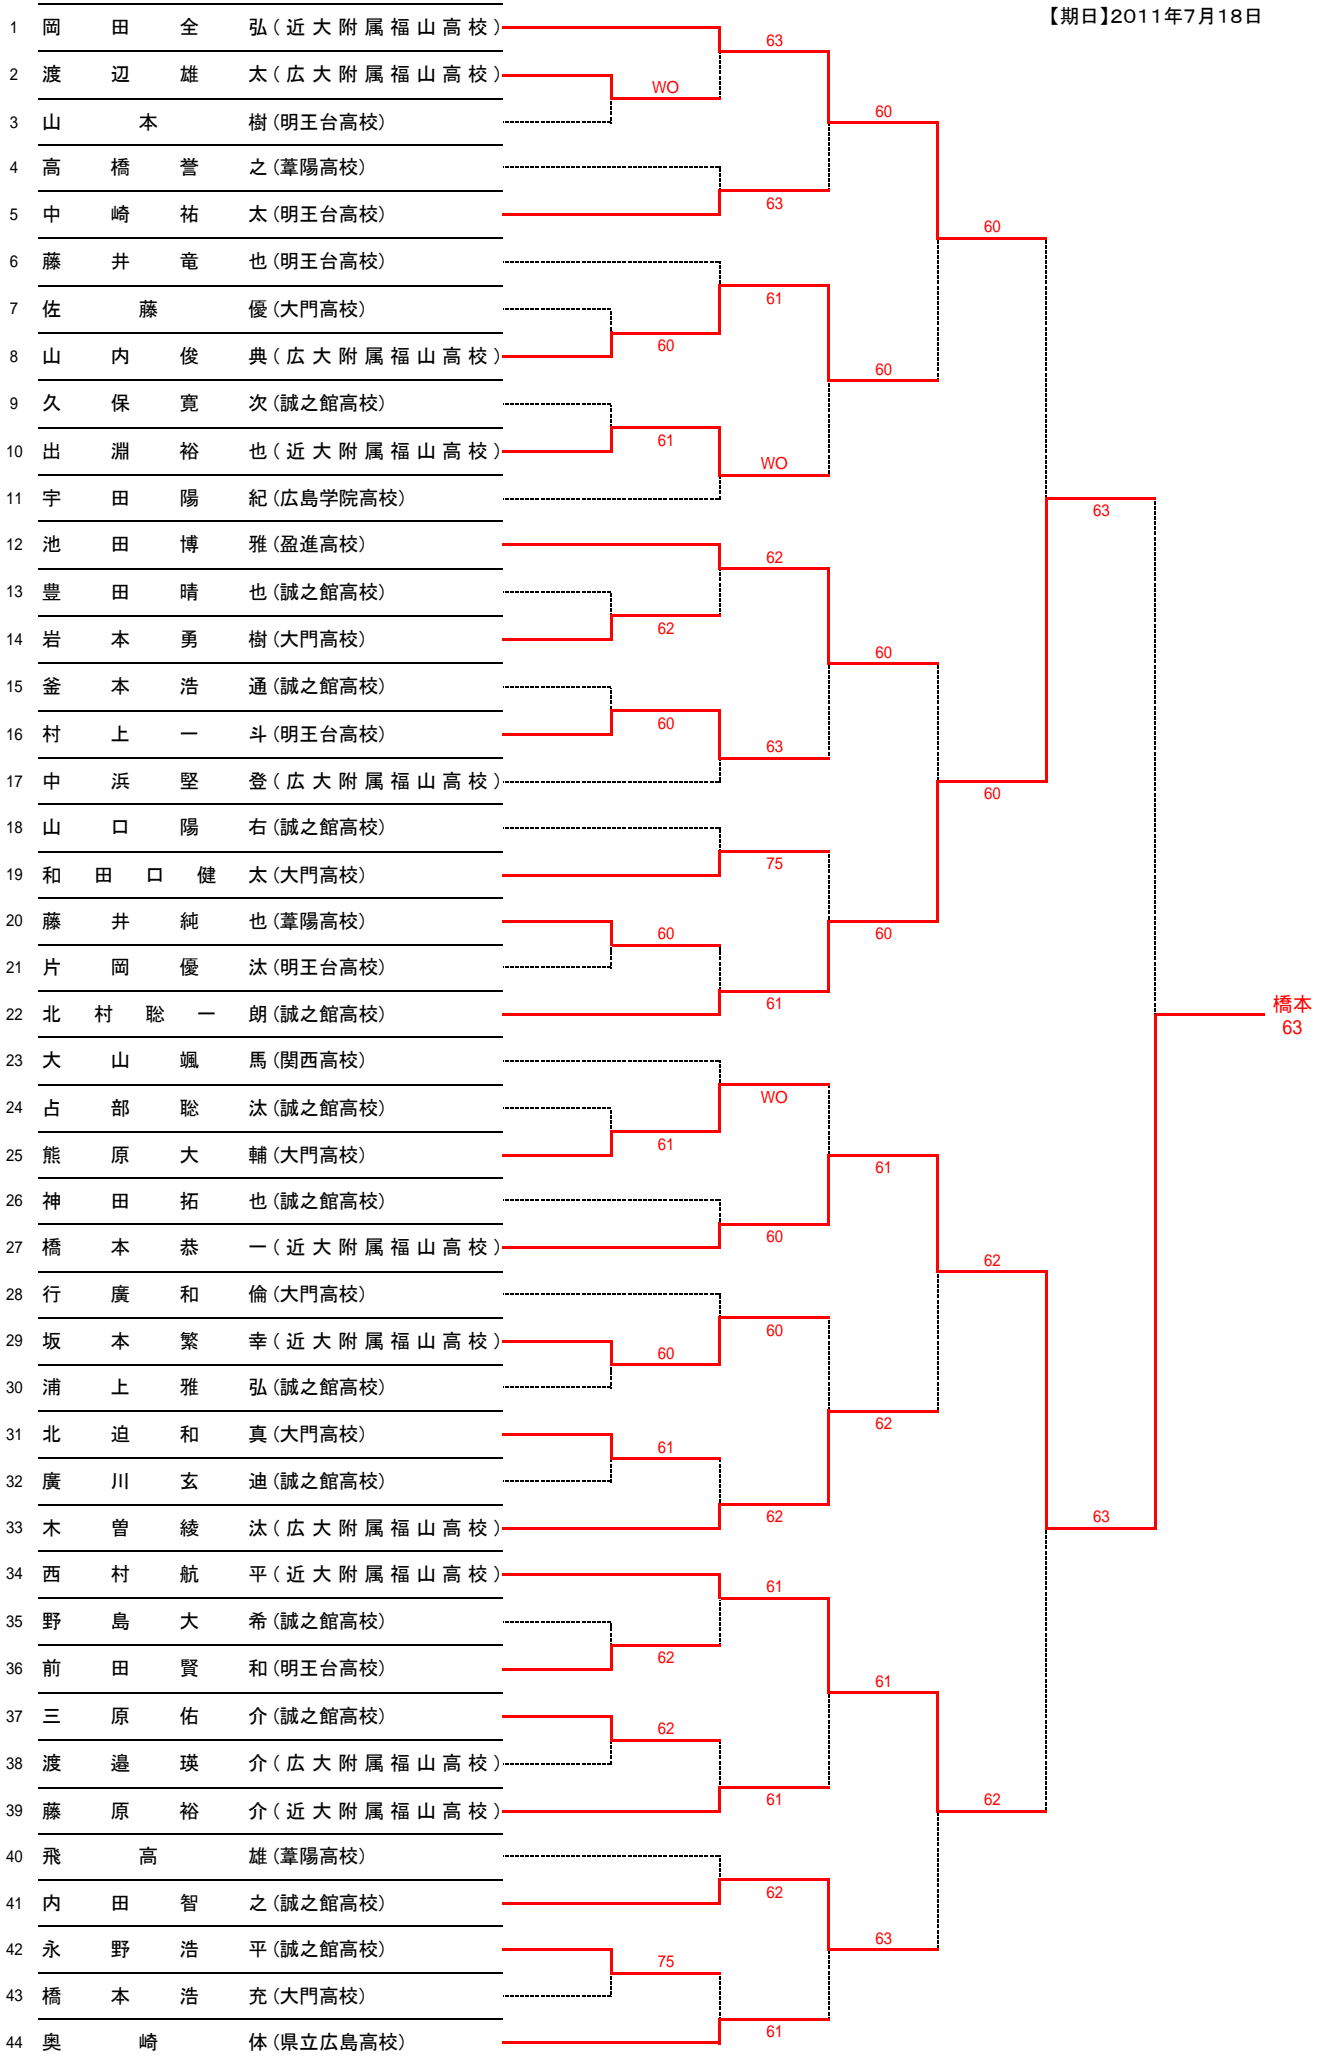 【期日】2011年7月18日
1 岡田全弘(近大附属福山高校)
63
2 渡辺雄太(広大附属福山高校)
WO
60
3 山本樹(明王台高校)
4 高橋誉之(葦陽高校)
63
5 中崎祐太(明王台高校)
60
6 藤井竜也(明王台高校)
61
7 佐藤優(大門高校)
60
8 山内俊典(広大附属福山高校)
60
9 久保寛次(誠之館高校)
61
10 出淵裕也(近大附属福山高校)
WO
11 宇田陽紀(広島学院高校)
63
12 池田博雅(盈進高校)
62
13 豊田晴也(誠之館高校)
62
14 岩本勇樹(大門高校)
60
15 釜本浩通(誠之館高校)
60
16 村上一斗(明王台高校)
63
17 中浜堅登(広大附属福山高校)
60
18 山口陽右(誠之館高校)
75
19 和田口健太(大門高校)
20 藤井純也(葦陽高校)
60
60
21 片岡優汰(明王台高校)
61
22 北村聡一朗(誠之館高校)
橋本
63
23 大山颯馬(関西高校)
WO
24 占部聡汰(誠之館高校)
61
25 熊原大輔(大門高校)
61
26 神田拓也(誠之館高校)
60
27 橋本恭一(近大附属福山高校)
62
28 行廣和倫(大門高校)
60
29 坂本繁幸(近大附属福山高校)
60
30 浦上雅弘(誠之館高校)
62
31 北迫和真(大門高校)
61
32 廣川玄迪(誠之館高校)
62
63
33 木曽綾汰(広大附属福山高校)
34 西村航平(近大附属福山高校)
61
35 野島大希(誠之館高校)
62
36 前田賢和(明王台高校)
61
37 三原佑介(誠之館高校)
62
38 渡邉瑛介(広大附属福山高校)
61
62
39 藤原裕介(近大附属福山高校)
40 飛高雄(葦陽高校)
62
41 内田智之(誠之館高校)
63
42 永野浩平(誠之館高校)
75
43 橋本浩充(大門高校)
61
44 奥崎体(県立広島高校)